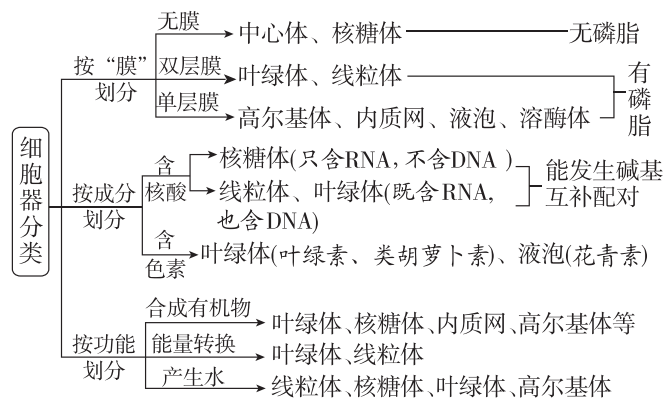 细胞器分类
按“膜”
划分
无膜
中心体、核糖体
无磷脂
双层膜
叶绿体、线粒体
单层膜
高尔基体、内质网、液泡、溶酶体
有磷脂
按成分
划分
含
核酸
核糖体(只含RNA,不含DNA)
线粒体、叶绿体(既含RNA,
也含DNA)
能发生碱基
互补配对
含
色素
叶绿体(叶绿素、类胡萝卜素)、液泡(花青素)
按功能
划分
合成有机物
叶绿体、核糖体、内质网、高尔基体等
能量转换
叶绿体、线粒体
产生水
线粒体、核糖体、叶绿体、高尔基体